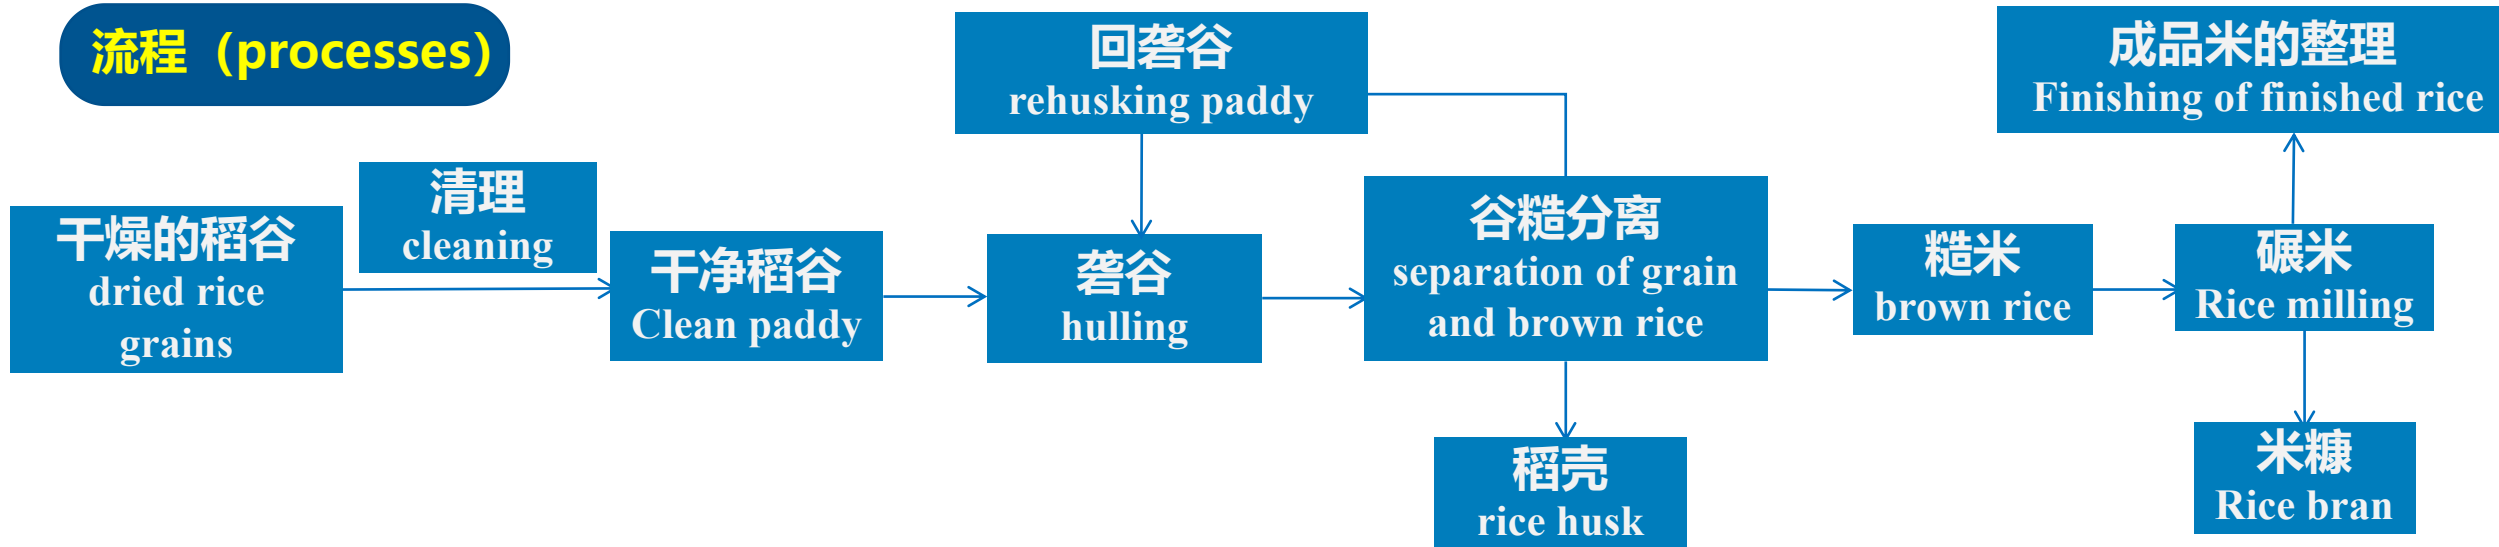 流程（processes）
干燥的稻谷
dried rice
grains
清理
cleaning
干净稻谷
Clean paddy
回砻谷
rehusking paddy
砻谷
hulling
谷糙分离
separation of grain
and brown rice
稻壳
rice husk
糙米
brown rice
碾米
Rice milling
成品米的整理
Finishing of finished rice
米糠
Rice bran